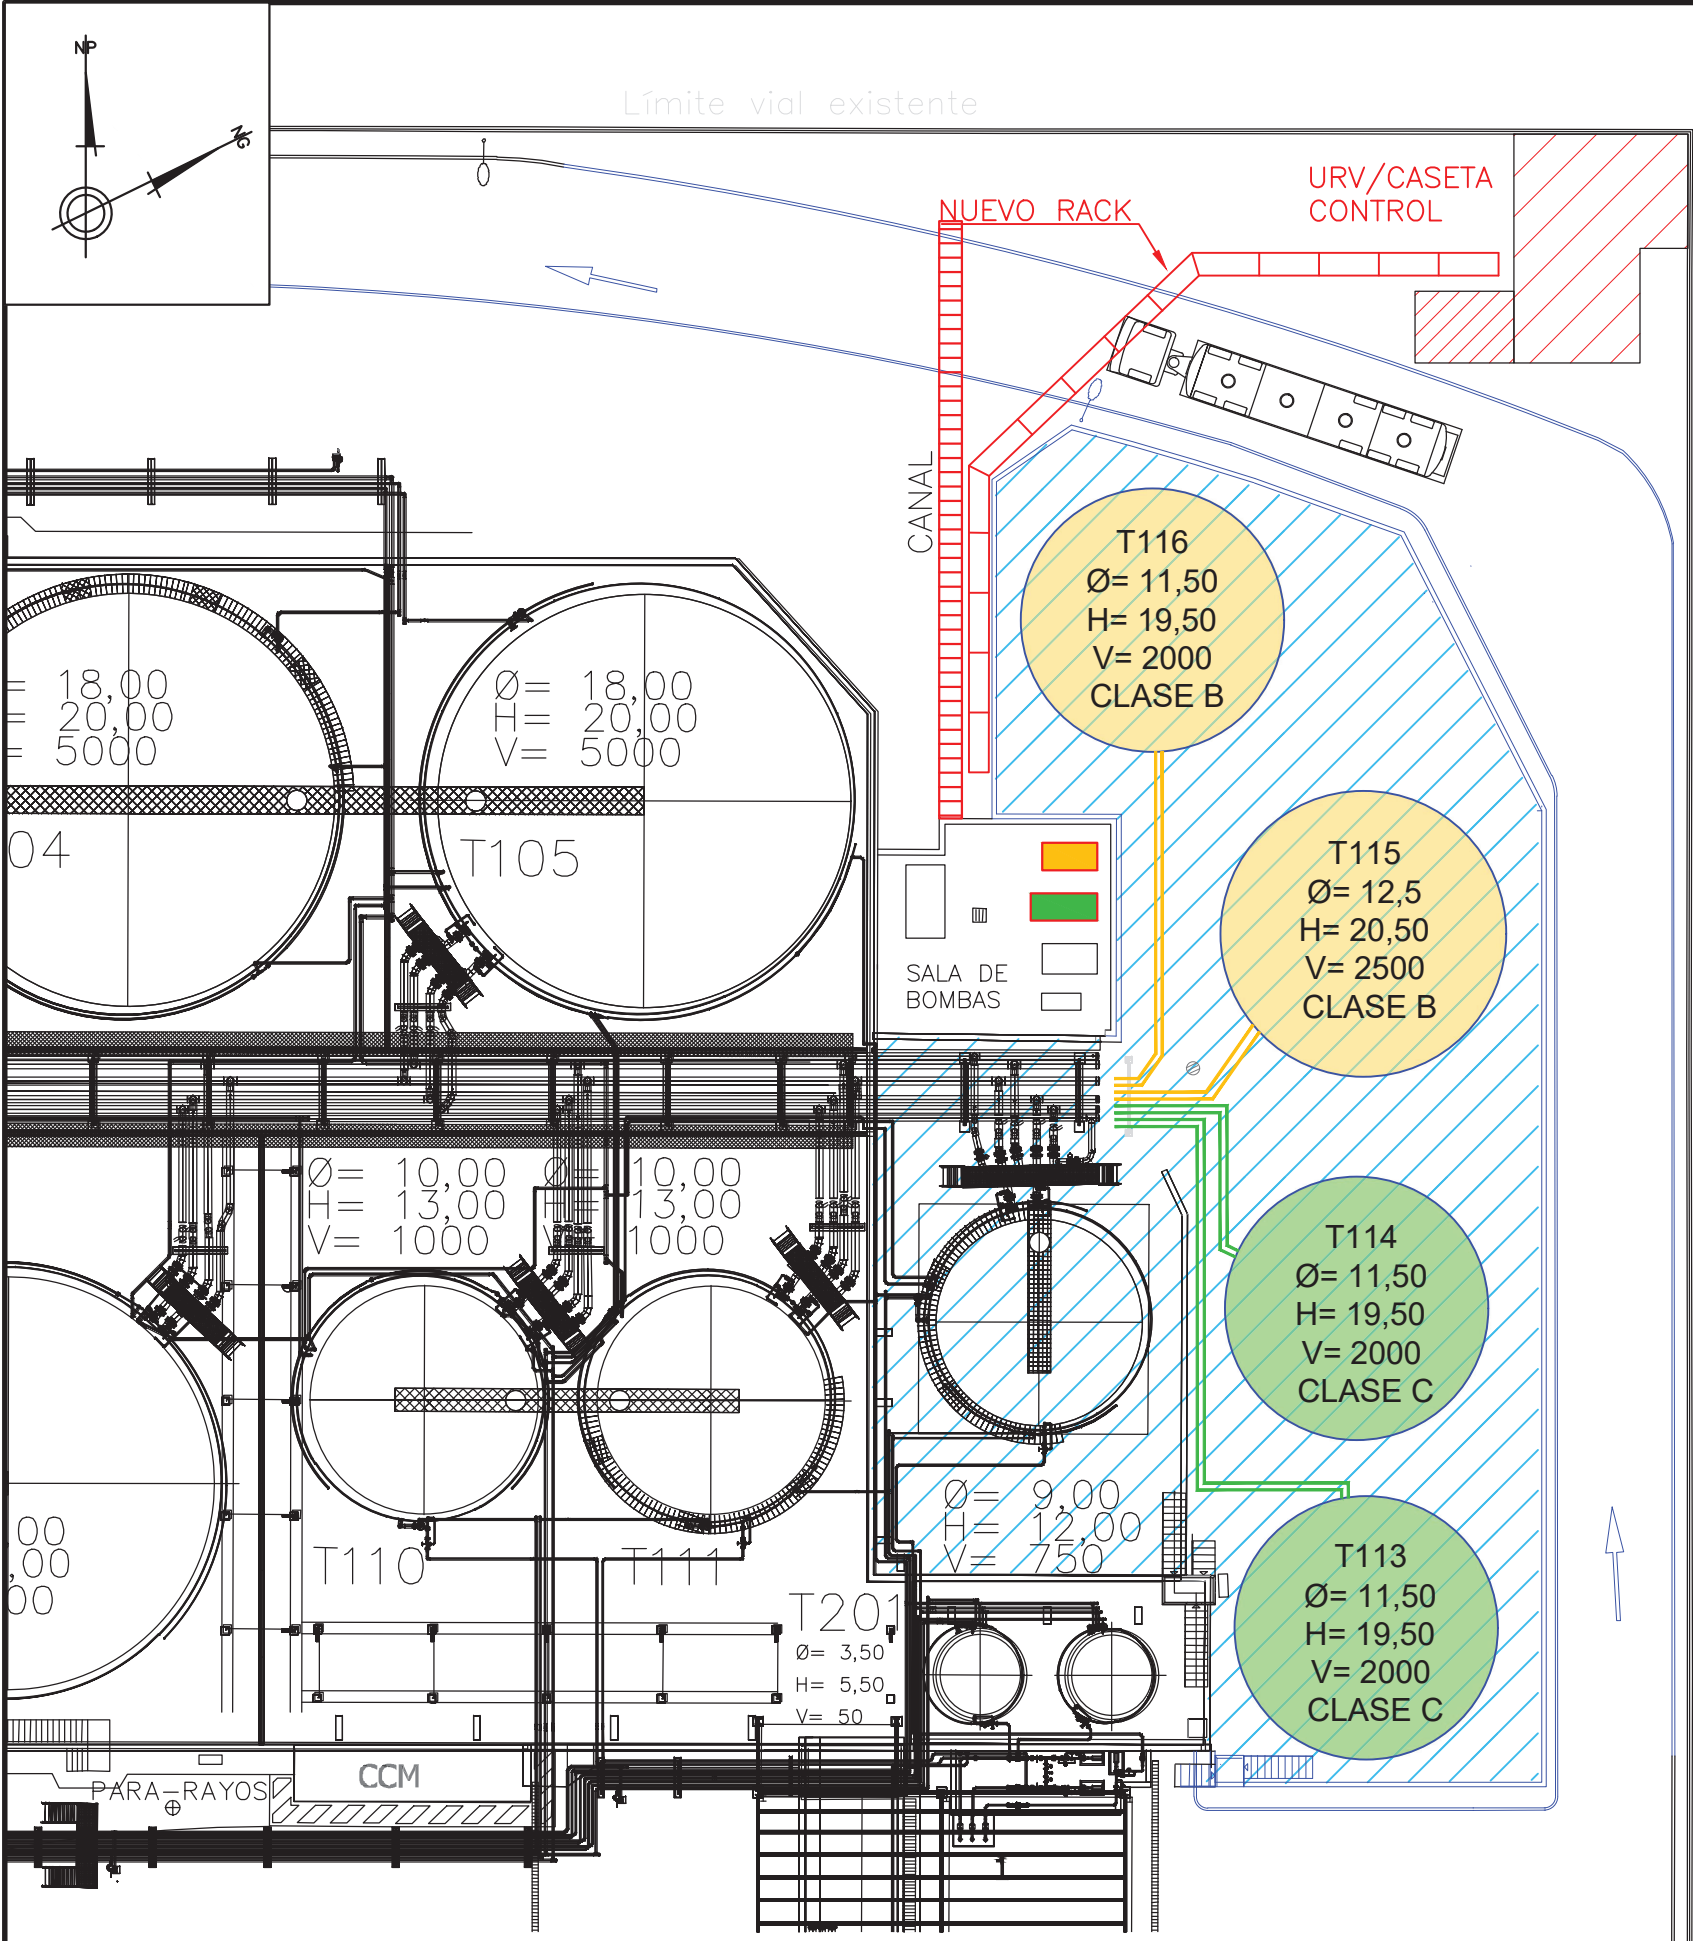 NP
NG
Límite vial existente
URV/CASETA
CONTROL
NUEVO RACK
CANAL
T116
Ø= 11,50
H= 19,50
V= 2000
CLASE B
= 18,00
= 20,00
= 5000
04
Ø= 18,00
H= 20,00
V= 5000
T105
T115
Ø= 12,5
H= 20,50
V= 2500
CLASE B
SALA DE
BOMBAS
Ø= 10,00
H= 13,00
V= 1000
T110
Ø= 10,00
H= 13,00
V= 1000
T111
T114
Ø= 11,50
H= 19,50
V= 2000
CLASE C
Ø= 9,00
H= 12,00
V= 750
00
,00
00
T201
Ø= 3,50
H= 5,50
V= 50
T113
Ø= 11,50
H= 19,50
V= 2000
CLASE C
CCM
PARA-RAYOS